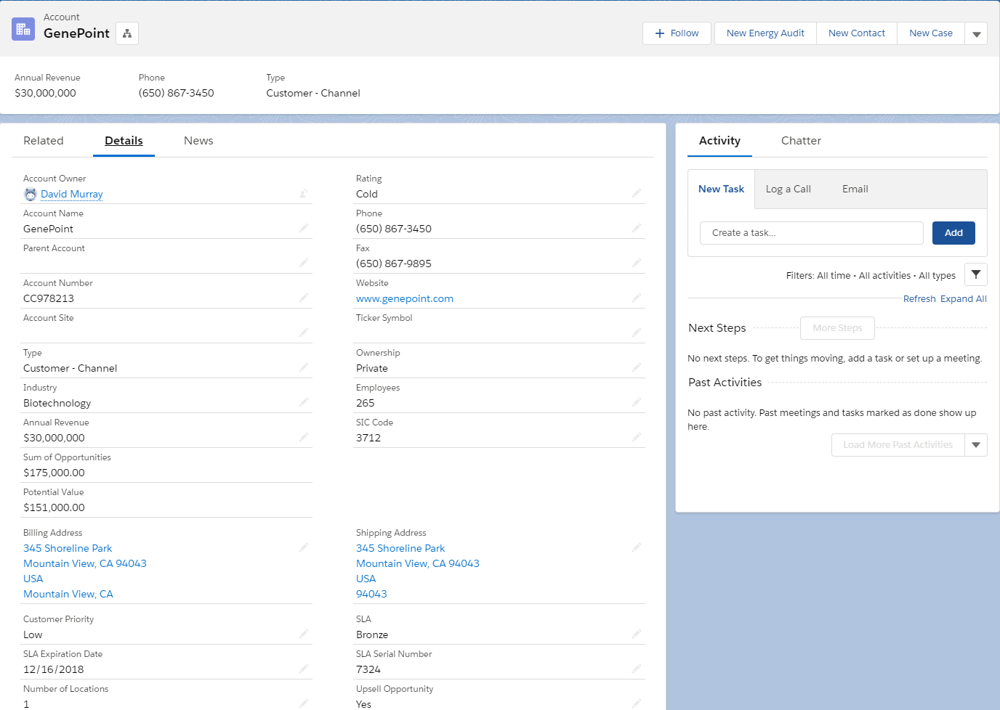 Account
GenePoint
+ Follow
New Energy Audit
New Contact
New Case
Annual Revenue
$30,000,000
Phone
(650) 867-3450
Type
Customer - Channel
Related
Details
News
Account Owner
David Murray
Rating
Cold
Account Name
GenePoint
Phone
(650) 867-3450
Parent Account
Fax
(650) 867-9895
Account Number
CC978213
Website
www.genepoint.com
Account Site
Ticker Symbol
Type
Customer - Channel
Ownership
Private
Industry
Biotechnology
Employees
265
Annual Revenue
$30,000,000
SIC Code
3712
Sum of Opportunities
$175,000.00
Potential Value
$151,000.00
Billing Address
345 Shoreline Park
Mountain View, CA 94043
USA
Mountain View, CA
Shipping Address
345 Shoreline Park
Mountain View, CA 94043
USA
94043
Customer Priority
Low
SLA
Bronze
SLA Expiration Date
12/16/2018
SLA Serial Number
7324
Number of Locations
1
Upsell Opportunity
Yes
Activity
Chatter
New Task
Log a Call
Email
Create a task...
Add
Filters: All time • All activities • All types
Refresh
Expand All
Next Steps
More Steps
No next steps. To get things moving, add a task or set up a meeting.
Past Activities
No past activity. Past meetings and tasks marked as done show up
here.
Load More Past Activities